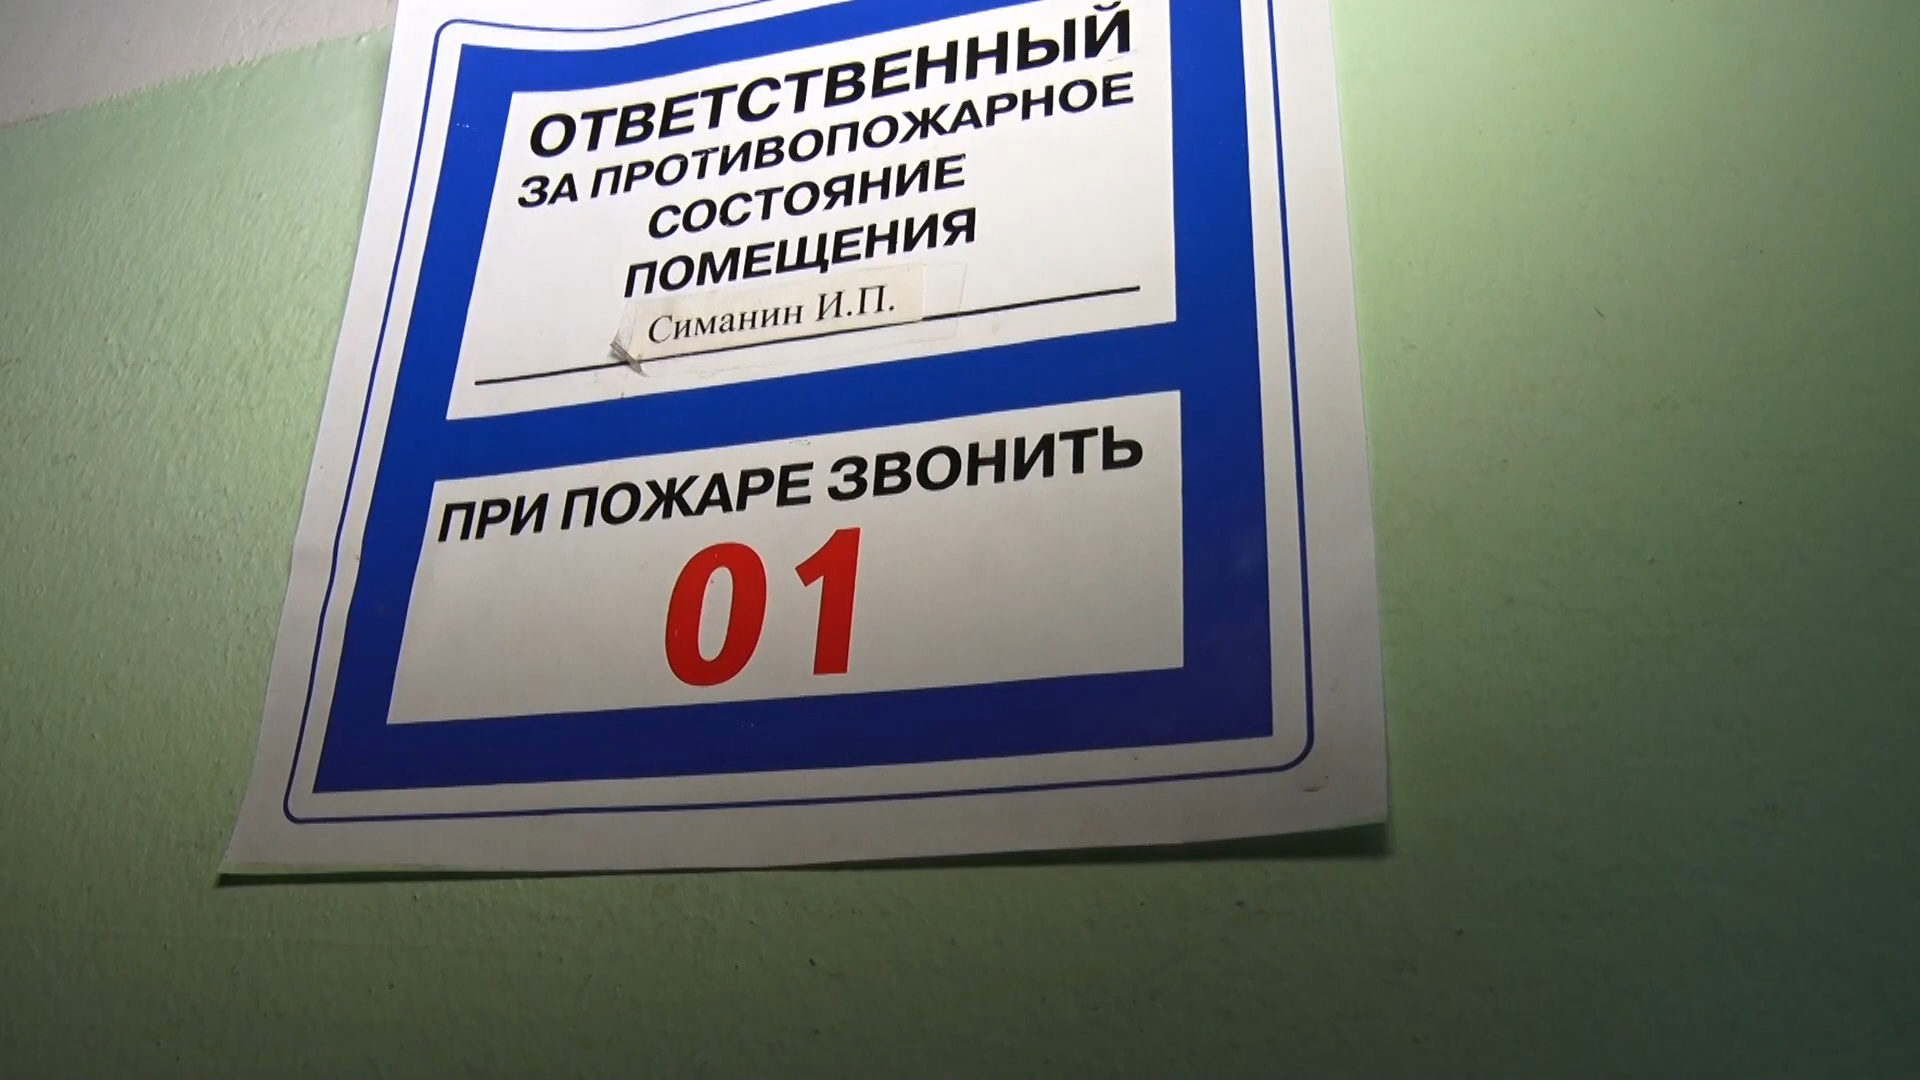 ОТВЕТСТВЕННЫЙ
ЗА ПРОТИВОПОЖАРНОЕ
СОСТОЯНИЕ
ПОМЕЩЕНИЯ
Симанин И.П.
ПРИ ПОЖАРЕ ЗВОНИТЬ
01